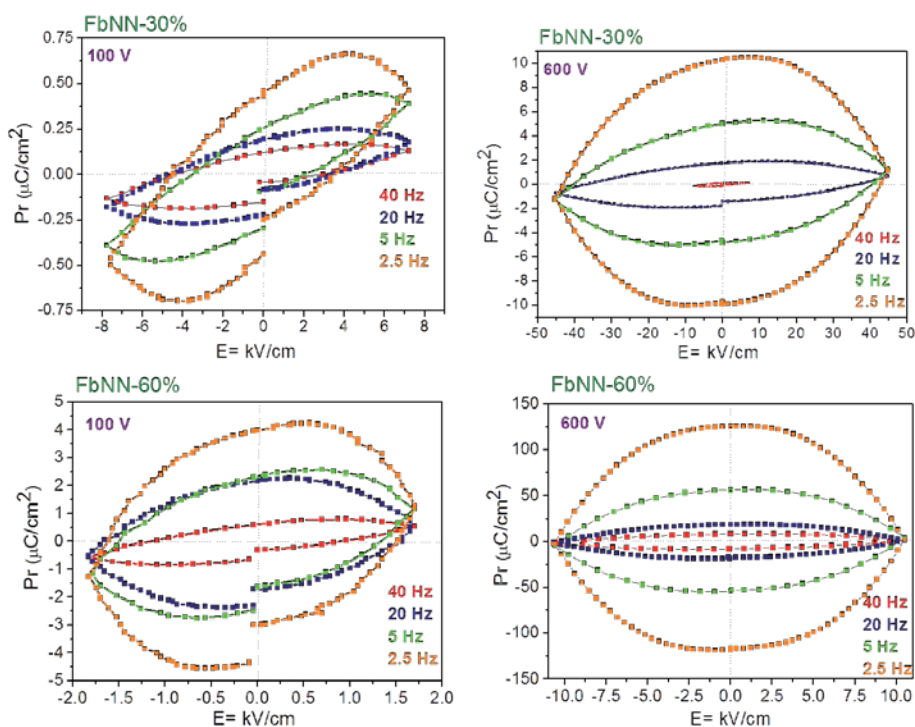 FbNN-30%
100 V
Pr (μC/cm²)
0.75
0.50
0.25
0.00
-0.25
-0.50
0.75
40 Hz
20 Hz
5 Hz
2.5 Hz
-8 -6 -4 -2 0 2 4 6 8
E= kV/cm
FbNN-30%
600 V
Pr (μC/cm²)
10
8
6
4
2
0
-2
-4
-6
-8
-10
40 Hz
20 Hz
5 Hz
2.5 Hz
-50 -40 -30 -20 -10 0 10 20 30 40 50
E= kV/cm
FbNN-60%
100 V
Pr (μC/cm²)
5
4
3
2
1
0
-1
-2
-3
-4
5
40 Hz
20 Hz
5 Hz
2.5 Hz
-2.0 -1.5 -1.0 -0.5 0.0 0.5 1.0 1.5 2.0
E= kV/cm
FbNN-60%
600 V
Pr (μC/cm²)
150
100
50
0
-50
-100
-150
40 Hz
20 Hz
5 Hz
2.5 Hz
-10.0 -7.5 -5.0 -2.5 0.0 2.5 5.0 7.5 10.0
E= kV/cm